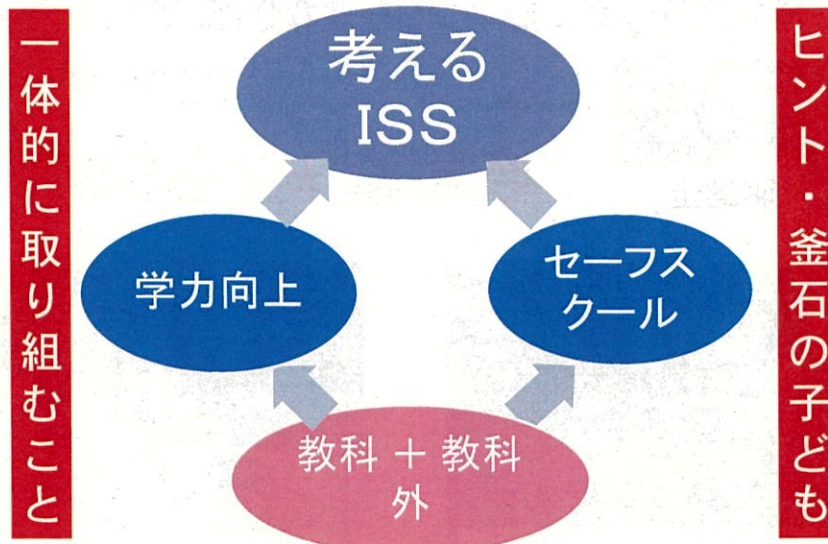 一体的に取り組むこと
考える
ISS
ヒント・釜石の子ども
学力向上
セーフス
クール
教科 + 教科
外